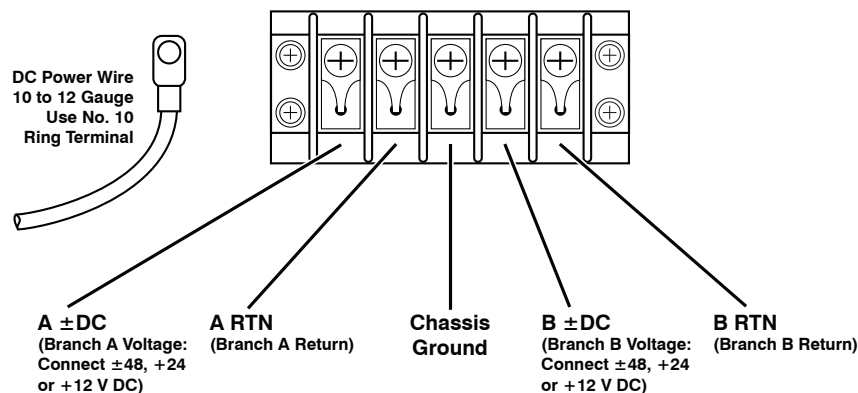 DC Power Wire
10 to 12 Gauge
Use No. 10
Ring Terminal
A ±DC
(Branch A Voltage:
Connect ±48, +24
or +12 V DC)
A RTN
(Branch A Return)
Chassis
Ground
B ±DC
(Branch B Voltage:
Connect ±48, +24
or +12 V DC)
B RTN
(Branch B Return)